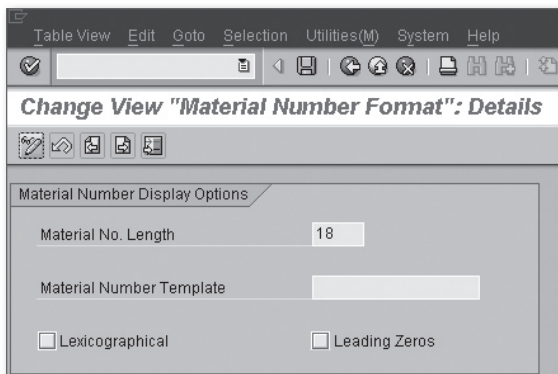 Table View Edit Goto Selection Utilities(M) System Help
Change View "Material Number Format": Details
Material Number Display Options
Material No. Length 18
Material Number Template
Lexicographical Leading Zeros